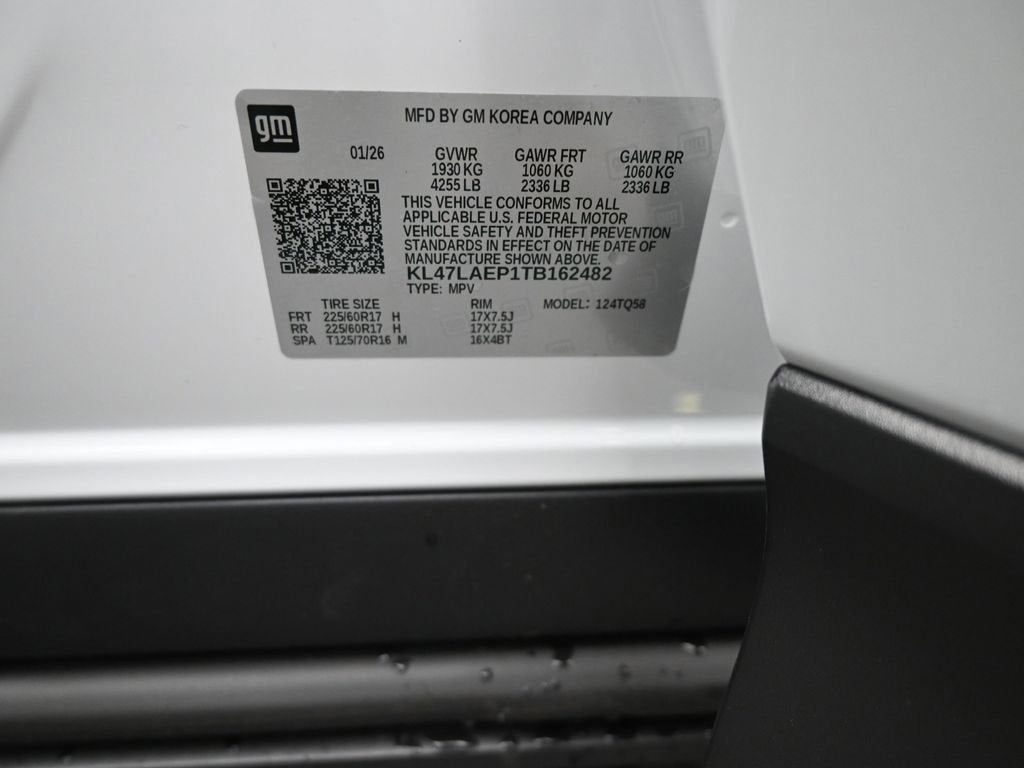 gm
MFD BY GM KOREA COMPANY
01/26 GVWR GAWR FRT GAWR RR
1930 KG 1060 KG 1060 KG
4255 LB 2336 LB 2336 LB
THIS VEHICLE CONFORMS TO ALL
APPLICABLE U.S. FEDERAL MOTOR
VEHICLE SAFETY AND THEFT PREVENTION
STANDARDS IN EFFECT ON THE DATE OF
MANUFACTURE SHOWN ABOVE.
KL47LAEP1TB162482
TYPE: MPV
TIRE SIZE RIM MODEL: 124TQ58
FRT 225/60R17 H 17X7.5J
RR 225/60R17 H 17X7.5J
SPA T125/70R16 M 16X4BT